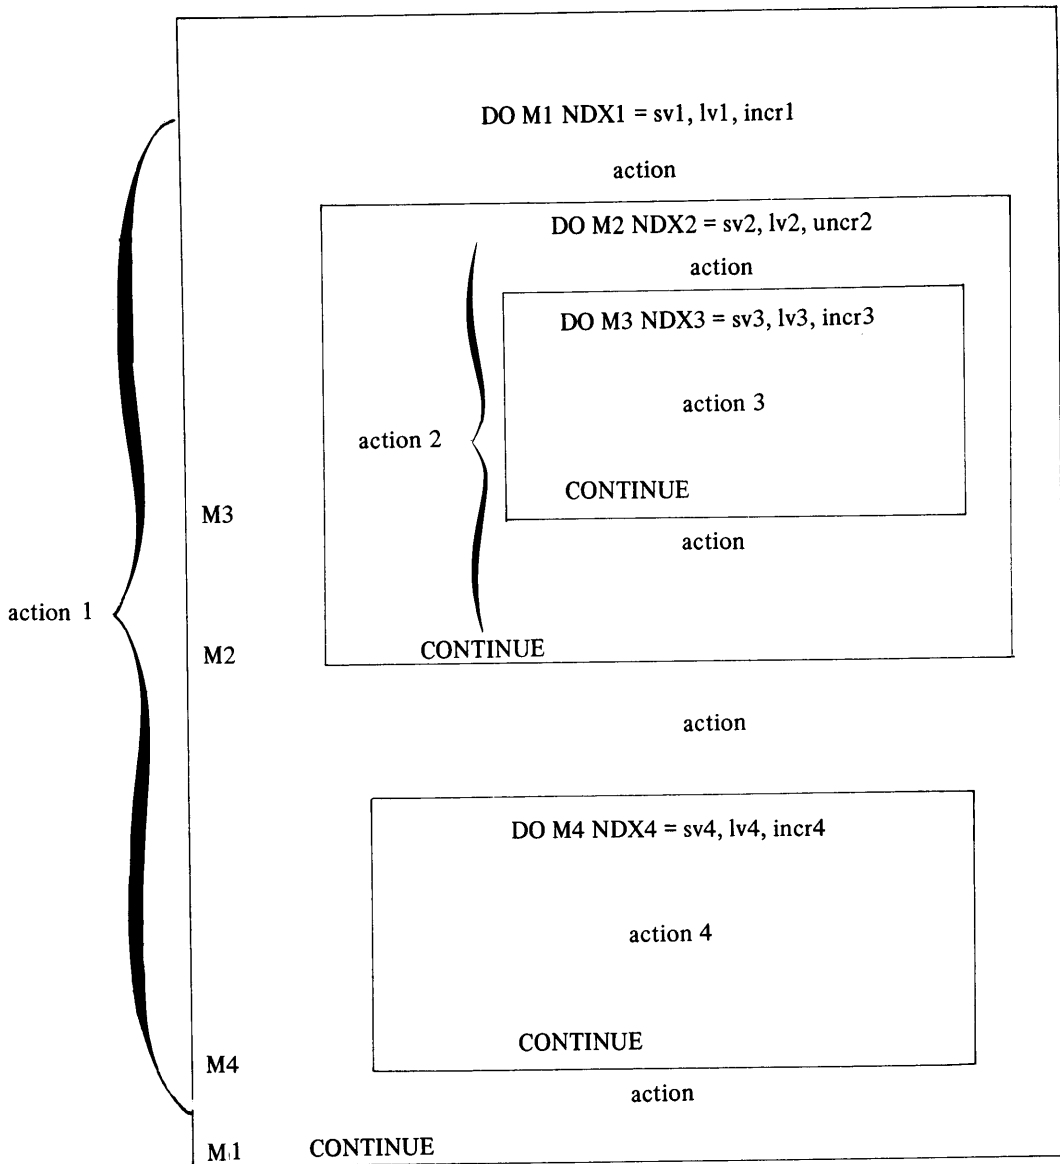 DO M1 NDX1 = sv1, lv1, incr1
action
DO M2 NDX2 = sv2, lv2, uncr2
action
DO M3 NDX3 = sv3, lv3, incr3
action 3
action 2
CONTINUE
M3
action
action 1
M2 CONTINUE
action
DO M4 NDX4 = sv4, lv4, incr4
action 4
CONTINUE
M4
action
M1 CONTINUE